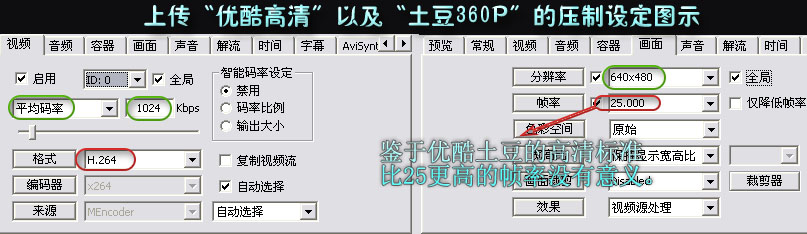 上传“优酷高清”以及“土豆360P”的压制设定图示
视频 音频 容器 画面 声音 解流 时间 字幕 AviSynt
启用 ID: 0 全局
平均码率 1024 Kbps
格式 H.264
编码器 x264
来源 MEncoder
智能码率设定
禁用
码率比例
输出大小
复制视频流
自动选择
自动选择
预览 常规 视频 音频 容器 画面 声音 时间
分辨率 640x480 全局
帧率 25.000 仅降低帧率
色彩空间 原始
显示宽高比
裁剪器
效果 视频源处理
鉴于优酷土豆的高清标准
比25更高的帧率没有意义。